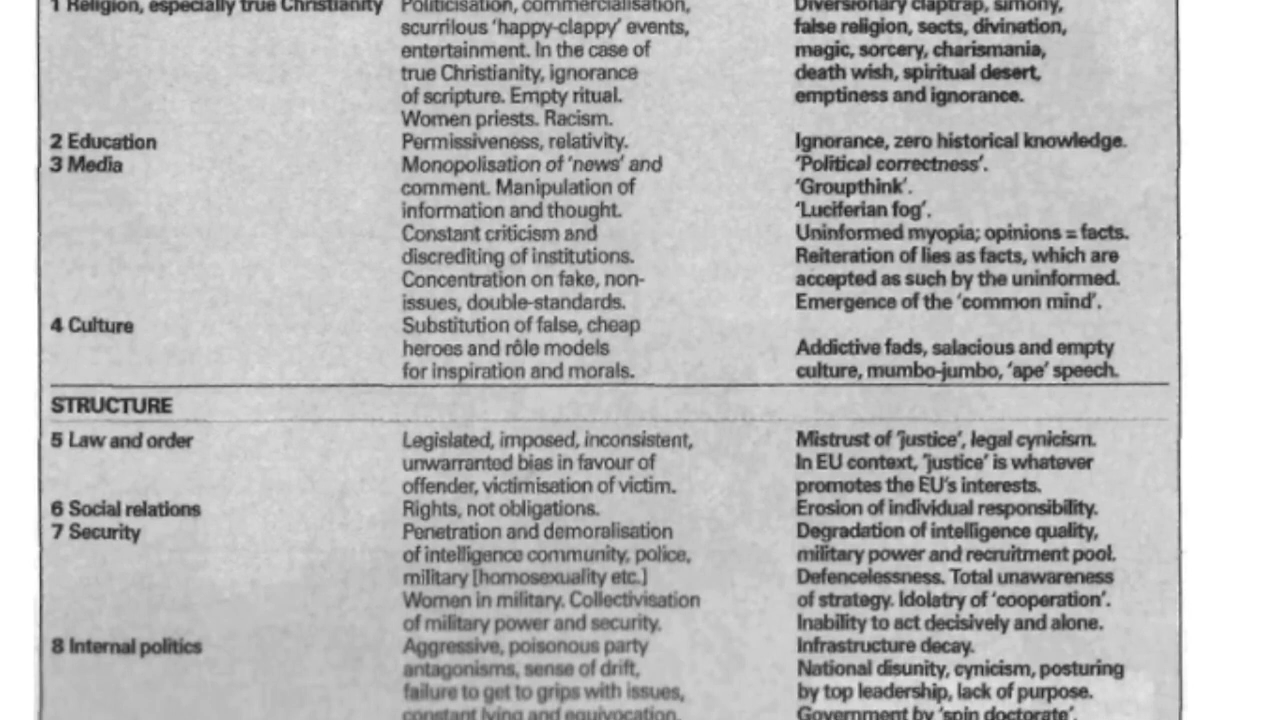 1 Religion, especially true Christianity
Politicisation, commercialisation,
scurrilous 'happy-clappy' events,
entertainment. In the case of
true Christianity, ignorance
of scripture. Empty ritual.
Women priests. Racism.
Diversionary claptrap, simony,
false religion, sects, divination,
magic, sorcery, charismania,
death wish, spiritual desert,
emptiness and ignorance.
2 Education
Permissiveness, relativity.
Ignorance, zero historical knowledge.
3 Media
Monopolisation of 'news' and
comment. Manipulation of
information and thought.
Constant criticism and
discrediting of institutions.
Concentration on fake, non-
issues, double-standards.
'Political correctness'.
'Groupthink'.
'Luciferian fog'.
Uninformed myopia; opinions = facts.
Reiteration of lies as facts, which are
accepted as such by the uninformed.
Emergence of the 'common mind'.
4 Culture
Substitution of false, cheap
heroes and rôle models
for inspiration and morals.
Addictive fads, salacious and empty
culture, mumbo-jumbo, 'ape' speech.
STRUCTURE
5 Law and order
Legislated, imposed, inconsistent,
unwarranted bias in favour of
offender, victimisation of victim.
Mistrust of 'justice', legal cynicism.
In EU context, 'justice' is whatever
promotes the EU's interests.
6 Social relations
Rights, not obligations.
Erosion of individual responsibility.
7 Security
Penetration and demoralisation
of intelligence community, police,
military [homosexuality etc.]
Women in military. Collectivisation
of military power and security.
Degradation of intelligence quality,
military power and recruitment pool.
Defencelessness. Total unawareness
of strategy. Idolatry of 'cooperation'.
Inability to act decisively and alone.
8 Internal politics
Aggressive, poisonous party
antagonisms, sense of drift,
failure to get to grips with issues,
constant lying and equivocation.
Infrastructure decay.
National disunity, cynicism, posturing
by top leadership, lack of purpose.
Government by 'spin doctorate'.